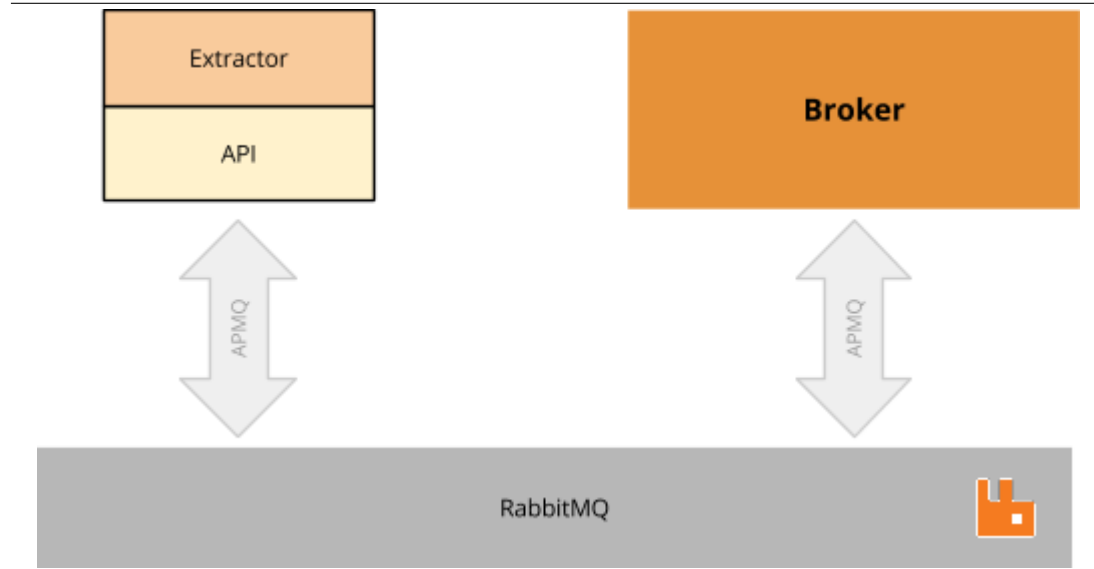 Extractor
Broker
API
APMQ
APMQ
RabbitMQ